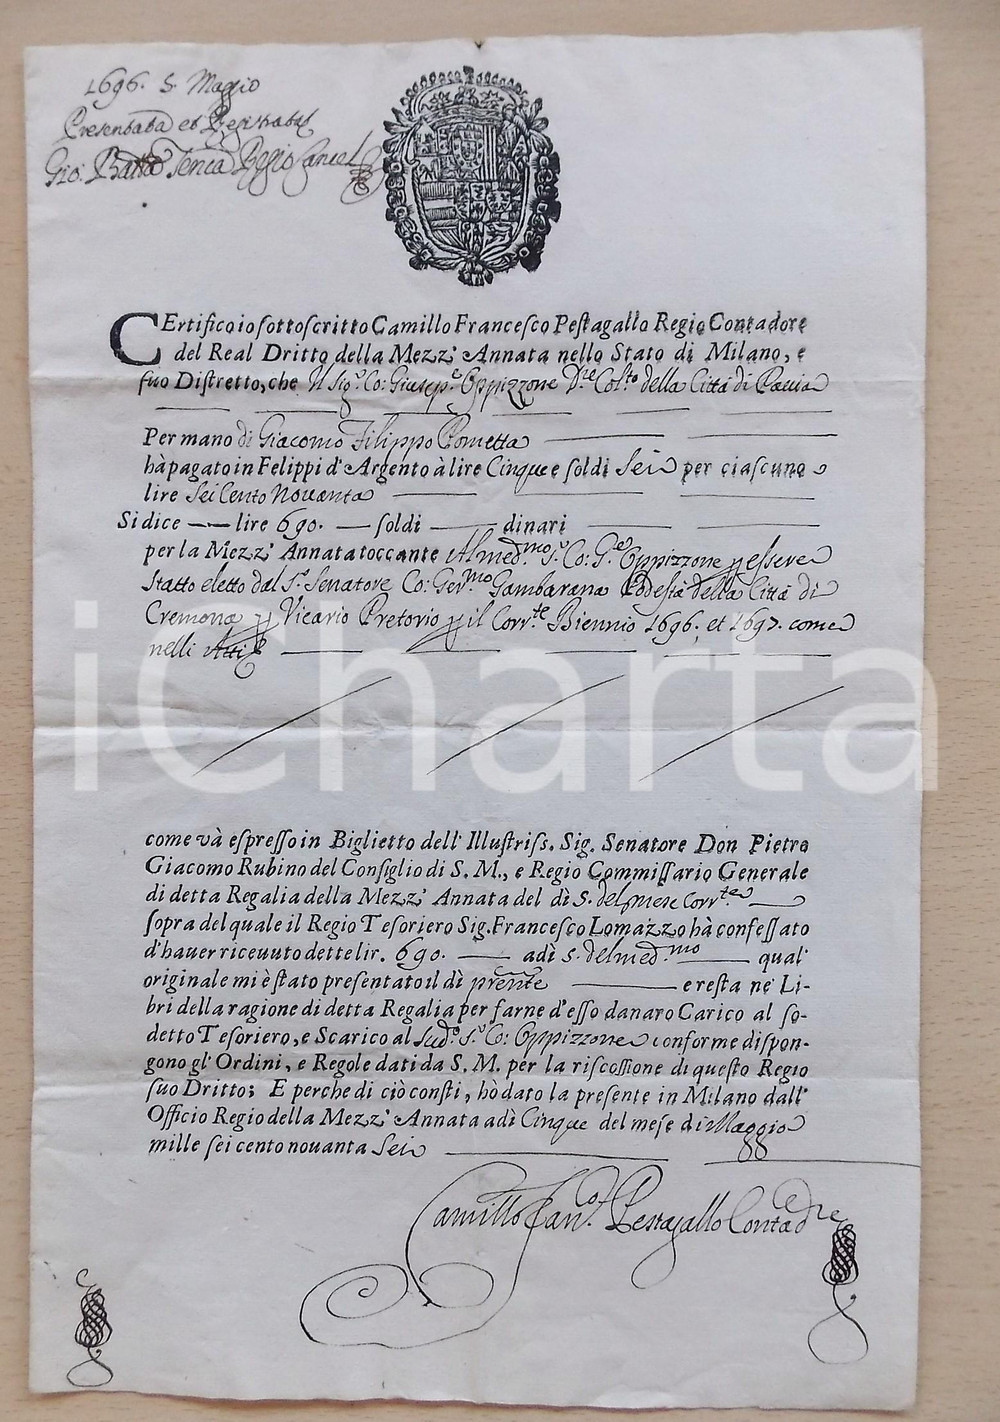 1696. 5. Maggio
Presentata et Registrata
Gio: Batta Tenca Regio Cancel.
CErtifico io sottoscritto Camillo Francesco Pestagallo Regio Contadore
del Real Dritto della Mezz' Annata nello Stato di Milano, e
suo Distretto, che Il Sig.r Co: Gusep.e Oppizzone D.re Col.to della Città di Pauia
Per mano di Giacomo Filippo Rometta
hà pagato in Felippi d' Argento à lire Cinque e soldi Sei per ciascuno
lire Sei Cento Nouanta
Si dice — lire 690. — soldi — dinari
per la Mezz' Annata toccante Al med.mo S.r Co: G.e Oppizzone p essere
statto eletto dal S.r Senatore Co: Ger.mo Gambarana Podestà della Città di
Cremona p Vicario Pretorio p il Corr.te Biennio 1696. et 1697. come
nelli Atti
iCharta
come và espresso in Biglietto dell' Illustriss. Sig. Senatore Don Pietro
Giacomo Rubino del Consiglio di S. M., e Regio Commissario Generale
di detta Regalia della Mezz' Annata del dì 5. del mese Corr.te
sopra del quale il Regio Tesoriero Sig. Francesco Lomazzo hà confessato
d' hauer riceuuto dette lir. 690. — adì 5. del med.mo — qual'
originale mi è stato presentato il dì pnte — e resta ne' Li-
bri della ragione di detta Regalia per farne d'esso danaro Carico al so-
detto Tesoriero, e Scarico al Sud.o S.r Co: Oppizzone conforme dispon-
gono gl' Ordini, e Regole dati da S. M. per la riscossione di questo Regio
suo Dritto; E perche di ciò consti, hò dato la presente in Milano dall'
Officio Regio della Mezz' Annata adì Cinque del mese di Maggio
mille sei cento nouanta Sei
Camillo Fran.co Pestagallo Contad.re